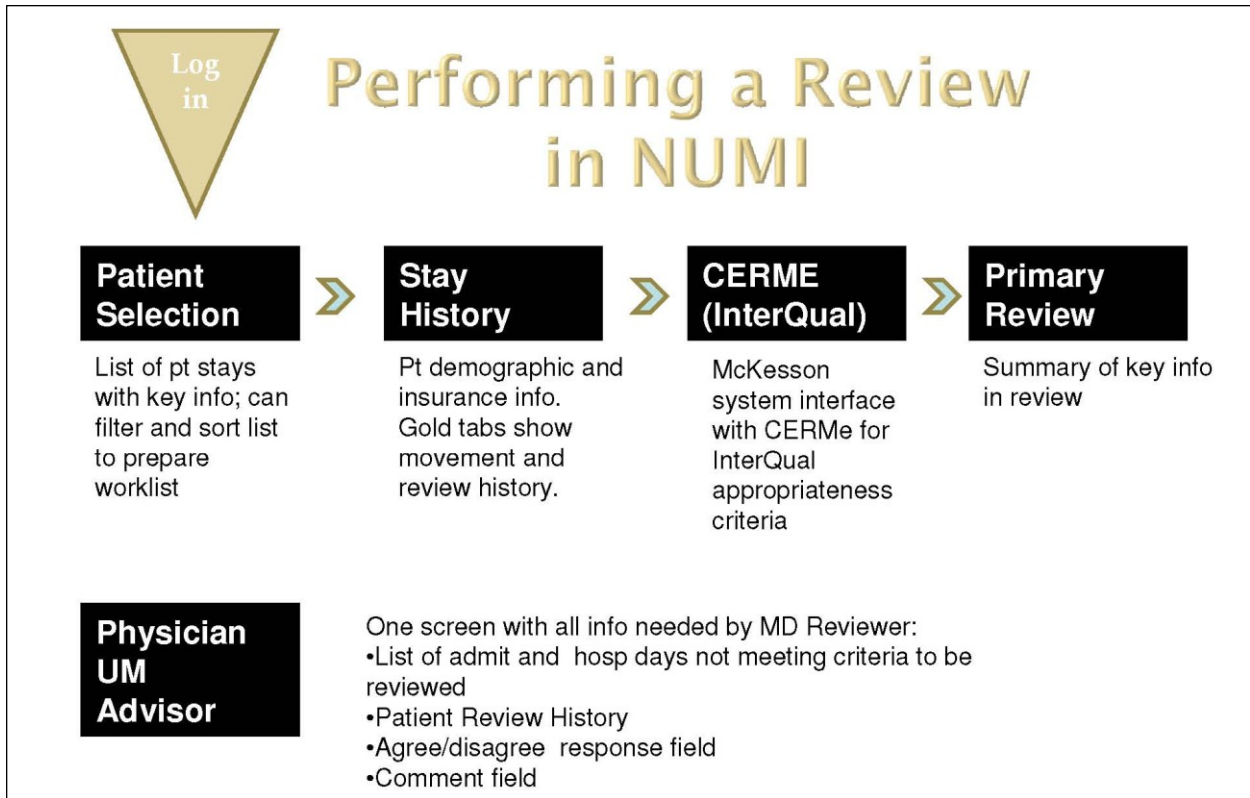 Log
in
Performing a Review
in NUMI
Patient
Selection
List of pt stays
with key info; can
filter and sort list
to prepare
worklist
Stay
History
Pt demographic and
insurance info.
Gold tabs show
movement and
review history.
CERME
(InterQual)
McKesson
system interface
with CERMe for
InterQual
appropriateness
criteria
Primary
Review
Summary of key info
in review
Physician
UM
Advisor
One screen with all info needed by MD Reviewer:
•List of admit and  hosp days not meeting criteria to be
reviewed
•Patient Review History
•Agree/disagree  response field
•Comment field